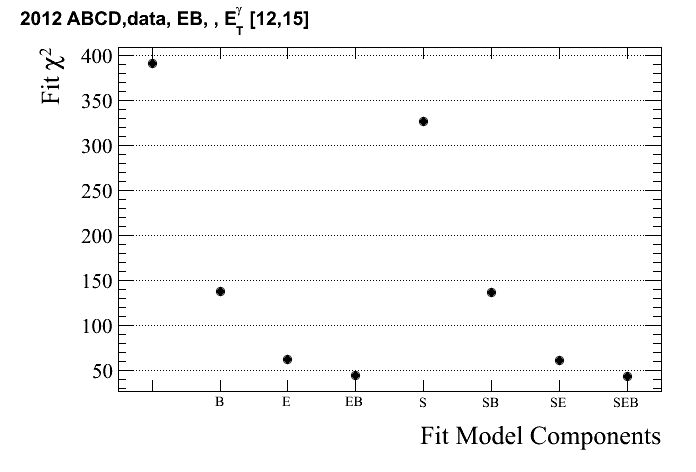 2012 ABCD,data, EB, , E_T^γ [12,15]
Fit χ²
400
350
300
250
200
150
100
50
B E EB S SB SE SEB
Fit Model Components